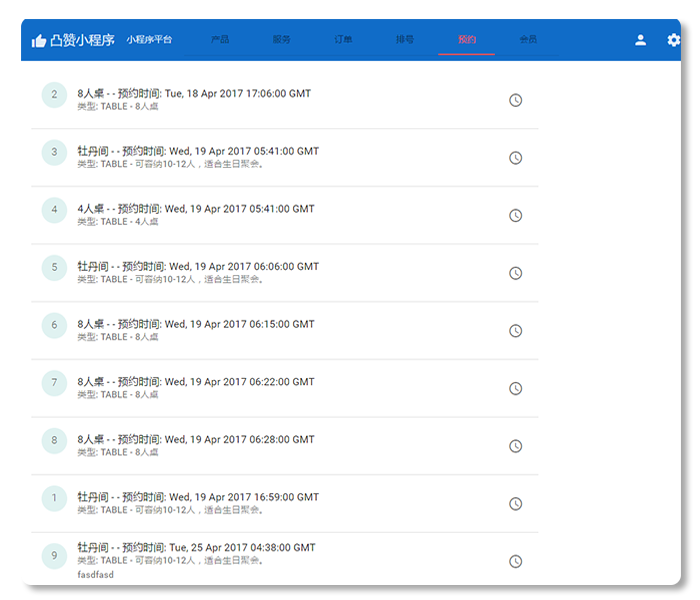 凸赞小程序 小程序平台 产品 服务 订单 排号 预约 会员
2 8人桌 - - 预约时间: Tue, 18 Apr 2017 17:06:00 GMT
类型: TABLE - 8人桌
3 牡丹间 - - 预约时间: Wed, 19 Apr 2017 05:41:00 GMT
类型: TABLE - 可容纳10-12人，适合生日聚会。
4 4人桌 - - 预约时间: Wed, 19 Apr 2017 05:41:00 GMT
类型: TABLE - 4人桌
5 牡丹间 - - 预约时间: Wed, 19 Apr 2017 06:06:00 GMT
类型: TABLE - 可容纳10-12人，适合生日聚会。
6 8人桌 - - 预约时间: Wed, 19 Apr 2017 06:15:00 GMT
类型: TABLE - 8人桌
7 8人桌 - - 预约时间: Wed, 19 Apr 2017 06:22:00 GMT
类型: TABLE - 8人桌
8 8人桌 - - 预约时间: Wed, 19 Apr 2017 06:28:00 GMT
类型: TABLE - 8人桌
1 牡丹间 - - 预约时间: Wed, 19 Apr 2017 16:59:00 GMT
类型: TABLE - 可容纳10-12人，适合生日聚会。
9 牡丹间 - - 预约时间: Tue, 25 Apr 2017 04:38:00 GMT
类型: TABLE - 可容纳10-12人，适合生日聚会。
fasdfasd